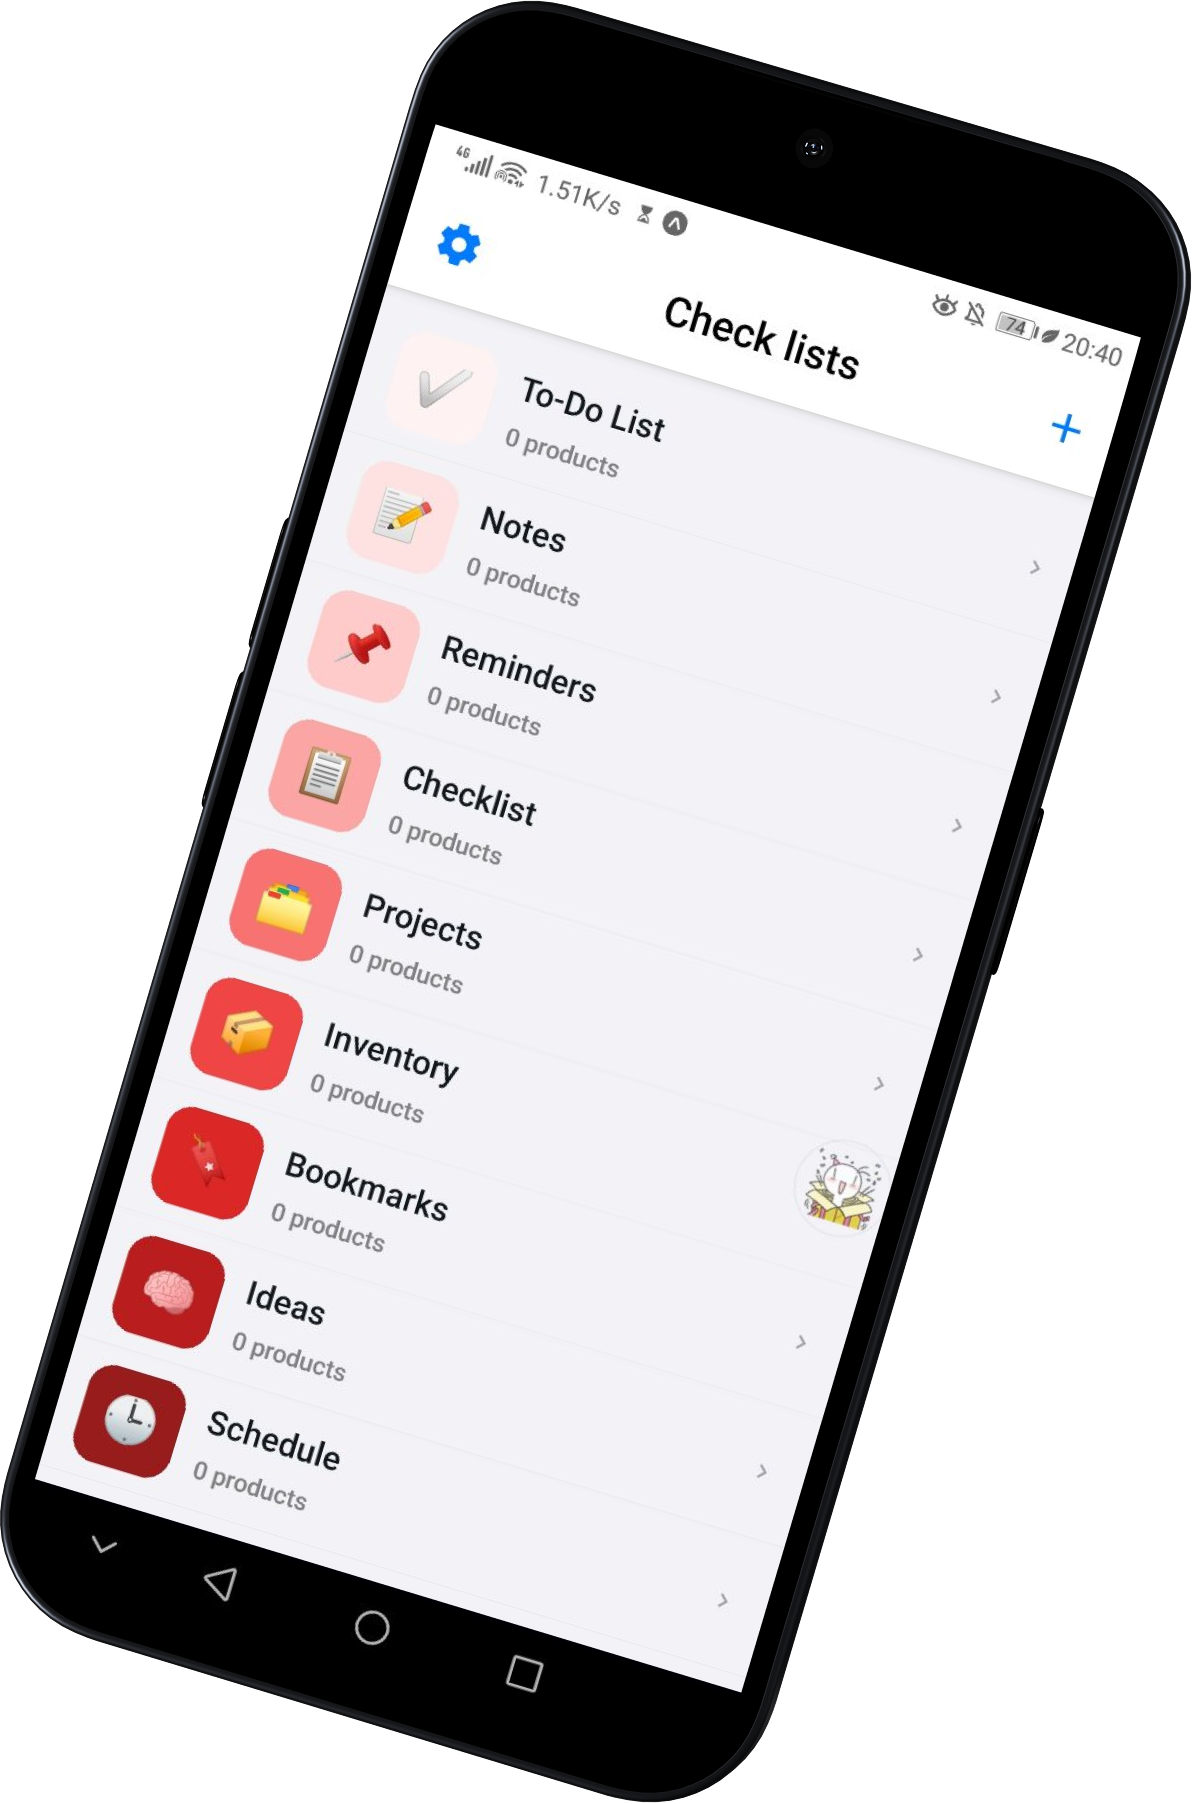 4G 1.51K/s 74 20:40
Check lists
To-Do List
0 products
Notes
0 products
Reminders
0 products
Checklist
0 products
Projects
0 products
Inventory
0 products
Bookmarks
0 products
Ideas
0 products
Schedule
0 products